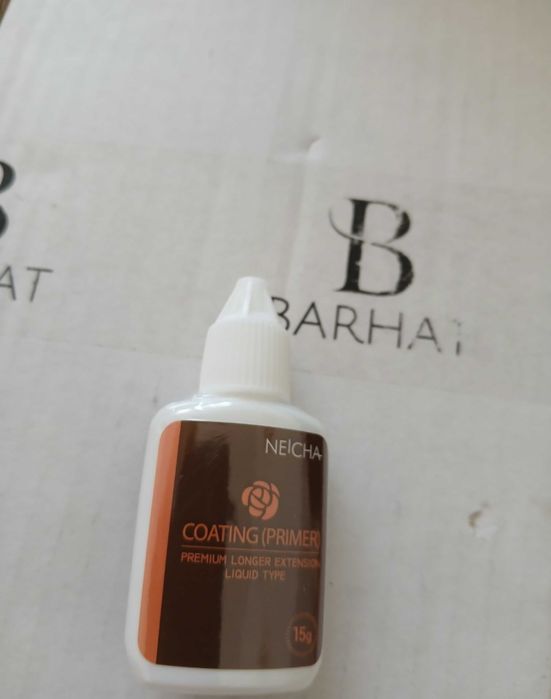 B
BARHAT
AT
NEICHA
COATING (PRIMER)
PREMIUM LONGER EXTENSION
LIQUID TYPE
15g